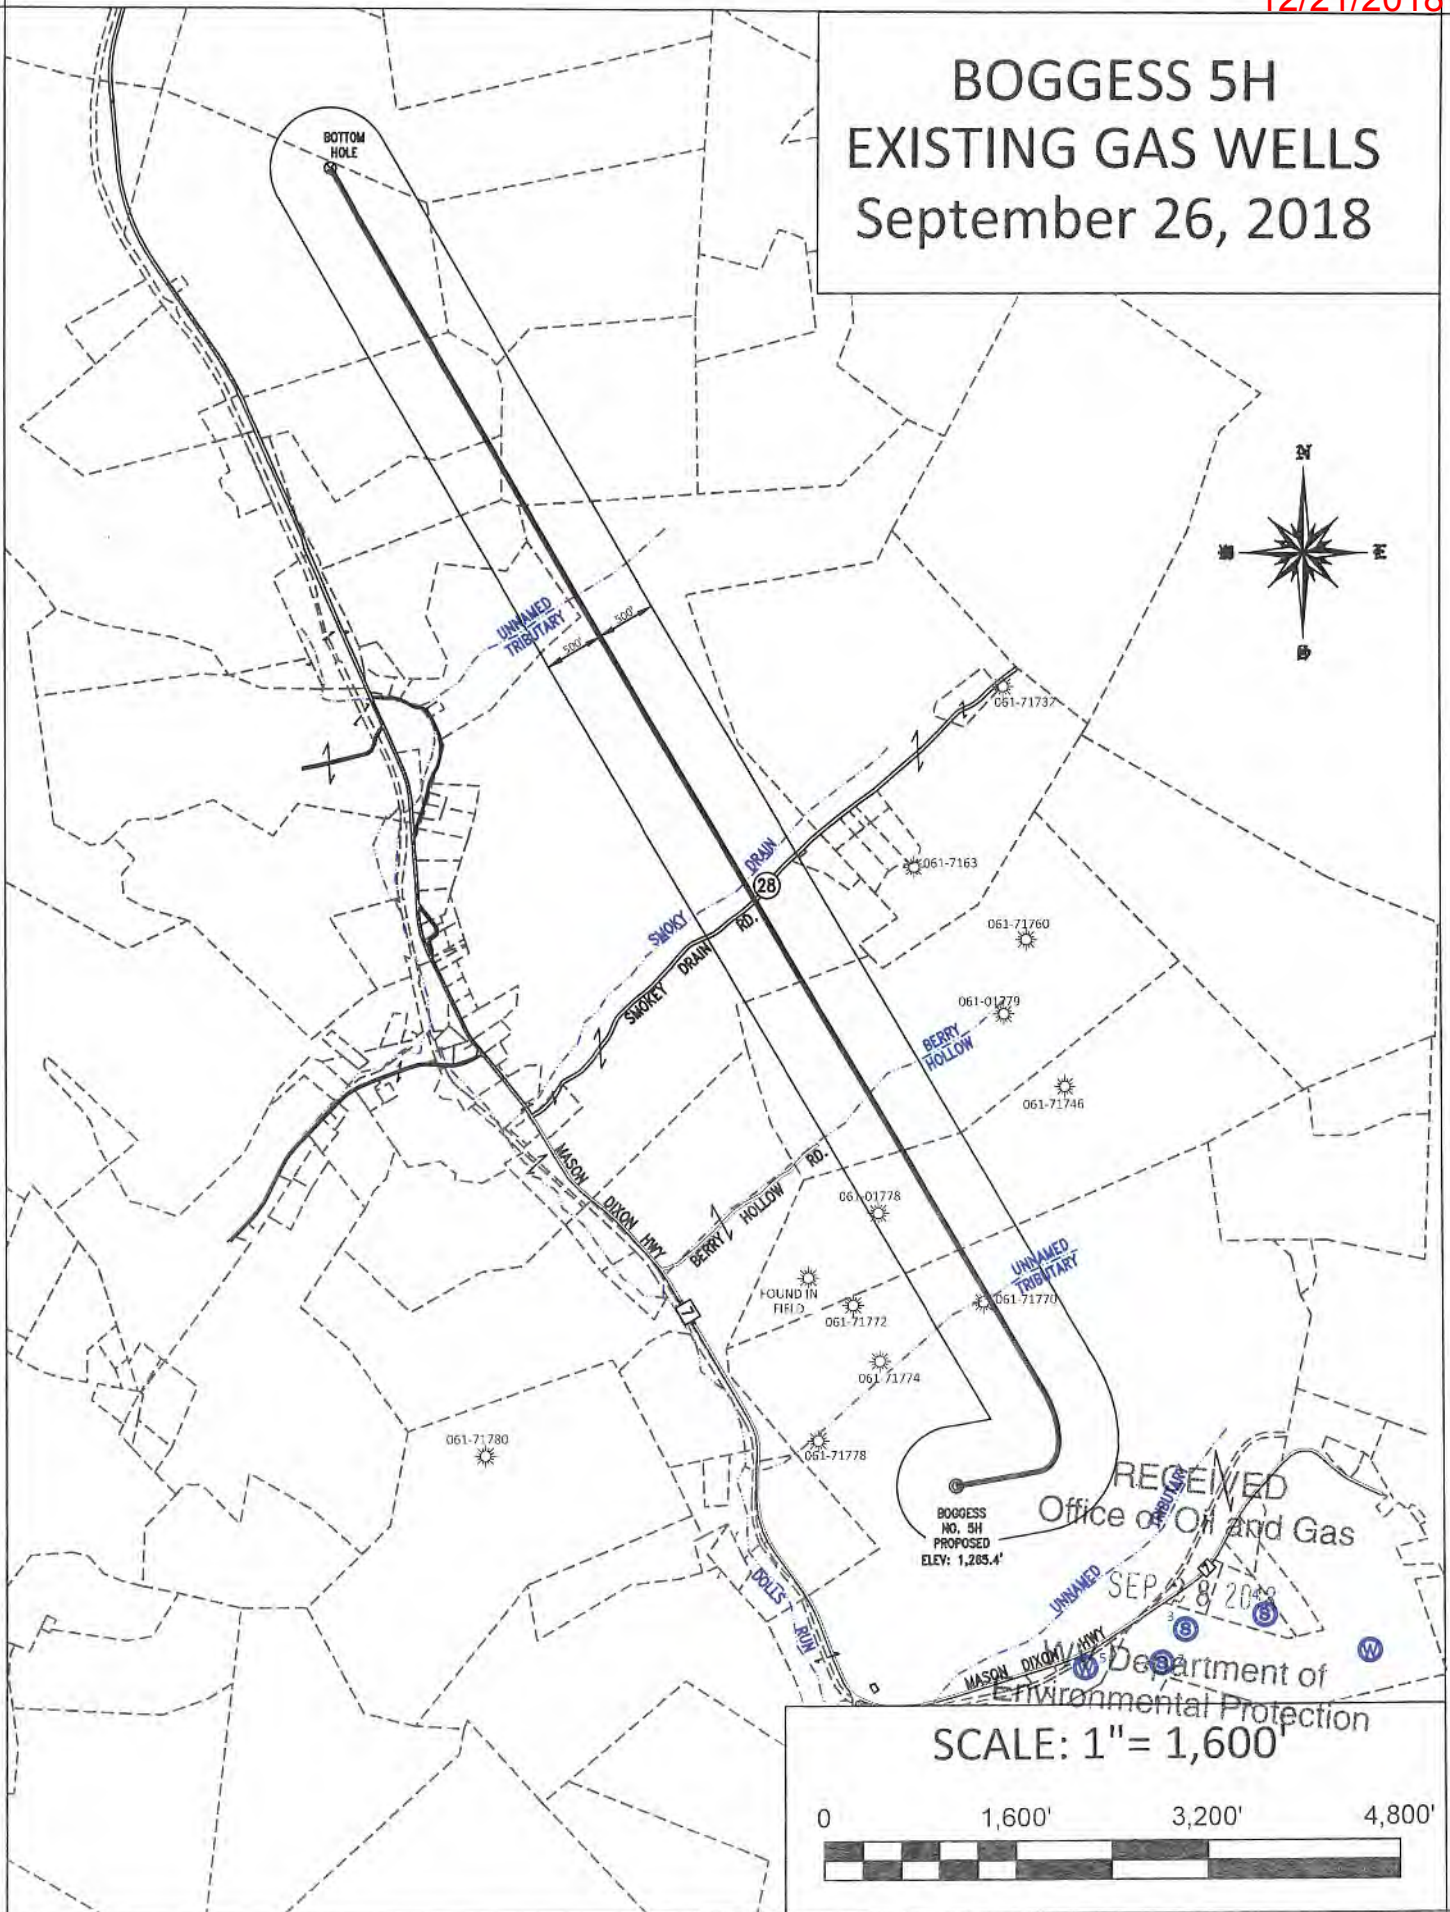 12/21/2018
BOGGESS 5H
EXISTING GAS WELLS
September 26, 2018
BOTTOM
HOLE
N
UNNAMED
TRIBUTARY
500'
500'
061-71737
DRAIN
28
061-7163
SMOKY
RD.
DRAIN
SMOKEY
061-71760
061-01779
BERRY
HOLLOW
061-71746
MASON
DIXON
HWY
RD.
HOLLOW
BERRY
061-01778
UNNAMED
TRIBUTARY
FOUND IN
FIELD
061-71770
7
061-71772
061-71774
061-71780
061-71778
BOGGESS
NO. 5H
PROPOSED
ELEV: 1,265.4'
RECEIVED
Office of Oil and Gas
TRIBUTARY
UNNAMED
DOLLS
RUN
7
SEP 28 2018
4
S
3
S
W
5
S
W
MASON DIXON HWY
WV Department of
Environmental Protection
SCALE: 1"= 1,600'
0 1,600' 3,200' 4,800'